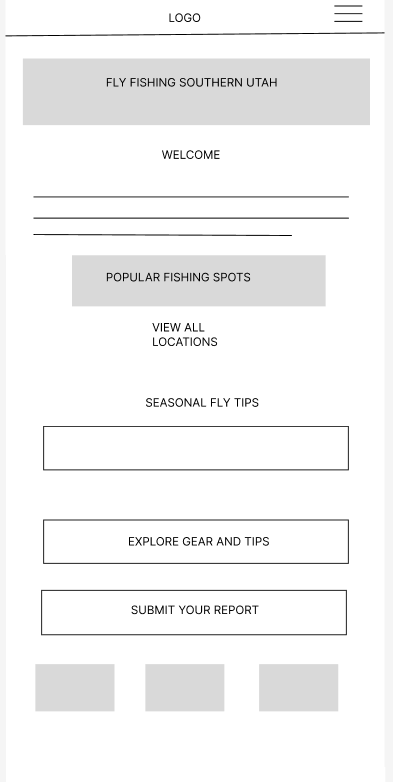 LOGO
FLY FISHING SOUTHERN UTAH
WELCOME
POPULAR FISHING SPOTS
VIEW ALL
LOCATIONS
SEASONAL FLY TIPS
EXPLORE GEAR AND TIPS
SUBMIT YOUR REPORT